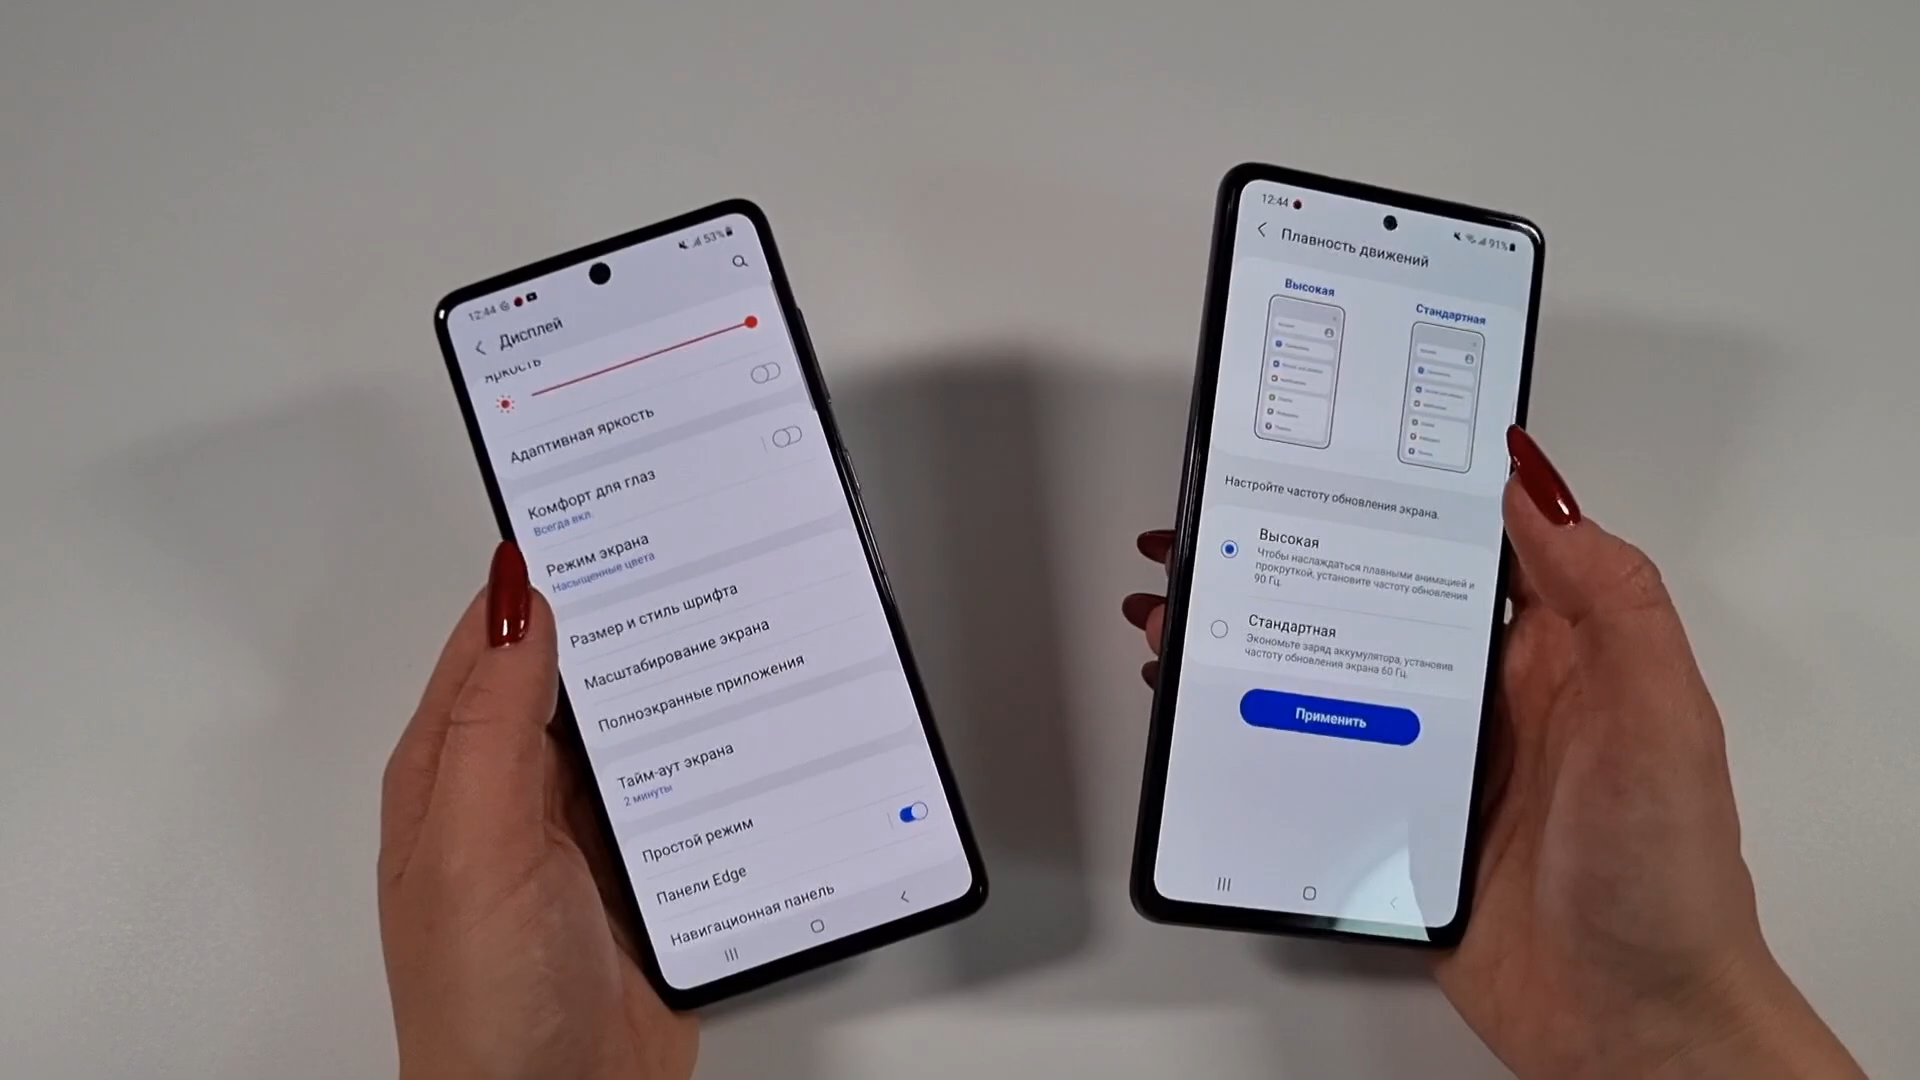 12:44
53%
Дисплей
Яркость
Адаптивная яркость
Комфорт для глаз
Всегда вкл.
Режим экрана
Насыщенные цвета
Размер и стиль шрифта
Масштабирование экрана
Полноэкранные приложения
Тайм-аут экрана
2 минуты
Простой режим
Панели Edge
Навигационная панель
12:44
91%
Плавность движений
Высокая
Стандартная
Настройте частоту обновления экрана.
Высокая
Чтобы наслаждаться плавными анимацией и
прокруткой, установите частоту обновления
90 Гц.
Стандартная
Экономьте заряд аккумулятора, установив
частоту обновления экрана 60 Гц.
Применить